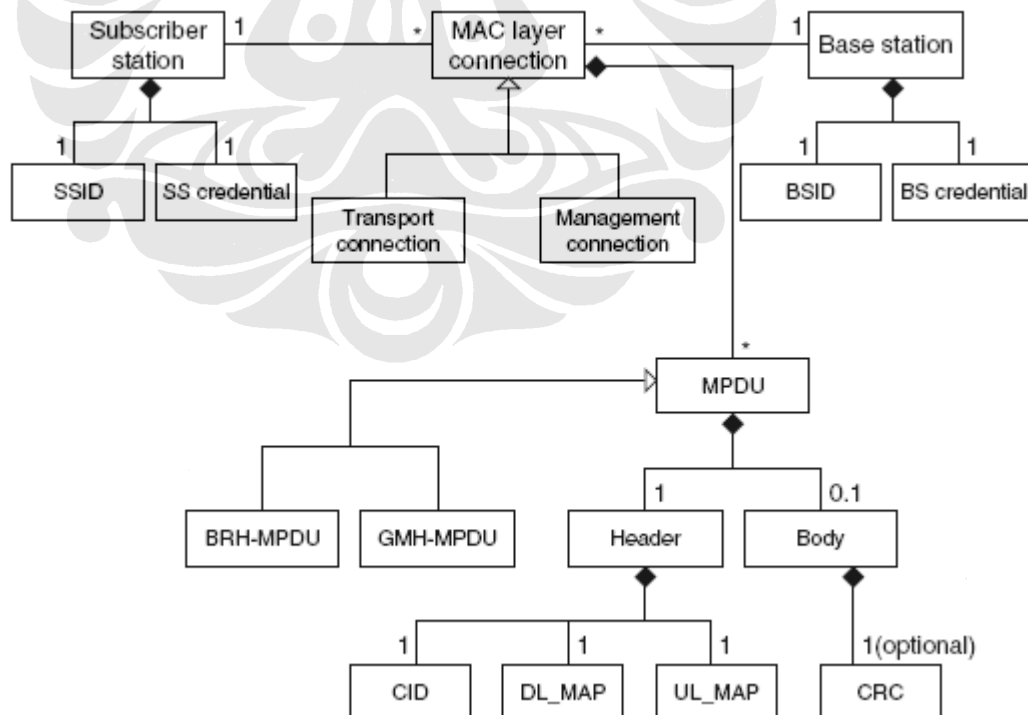 Subscriber
station
1
*
MAC layer
connection
*
1
Base station
1
1
1
1
SSID
SS credential
BSID
BS credential
Transport
connection
Management
connection
*
MPDU
1
0.1
BRH-MPDU
GMH-MPDU
Header
Body
1
1
1
1(optional)
CID
DL_MAP
UL_MAP
CRC